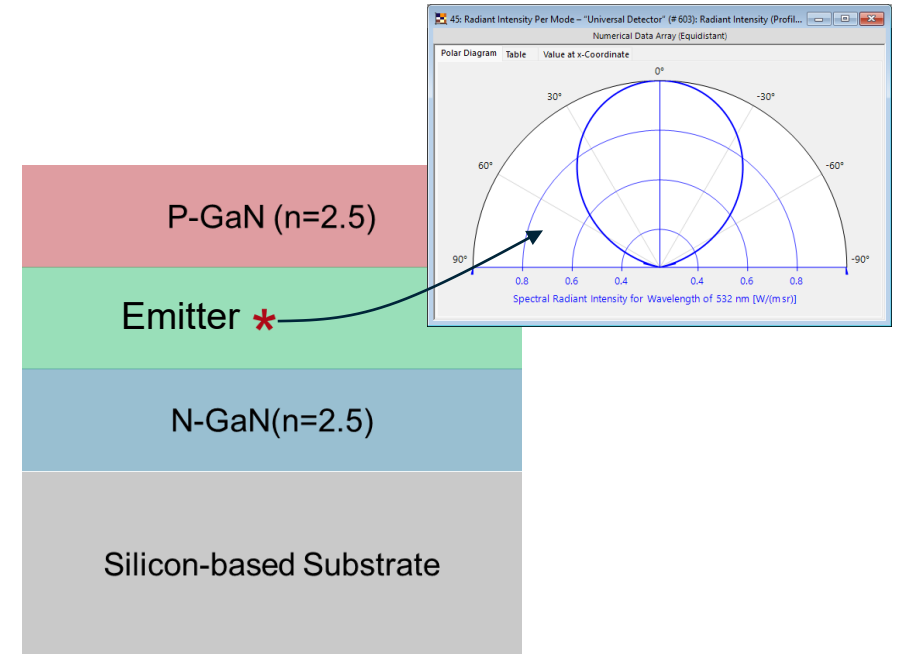 45: Radiant Intensity Per Mode – "Universal Detector" (# 603): Radiant Intensity (Profil...
Numerical Data Array (Equidistant)
Polar Diagram Table Value at x-Coordinate
0°
30° -30°
60° -60°
90° -90°
0.8 0.6 0.4 0.4 0.6 0.8
Spectral Radiant Intensity for Wavelength of 532 nm [W/(m sr)]
P-GaN (n=2.5)
Emitter *
N-GaN(n=2.5)
Silicon-based Substrate